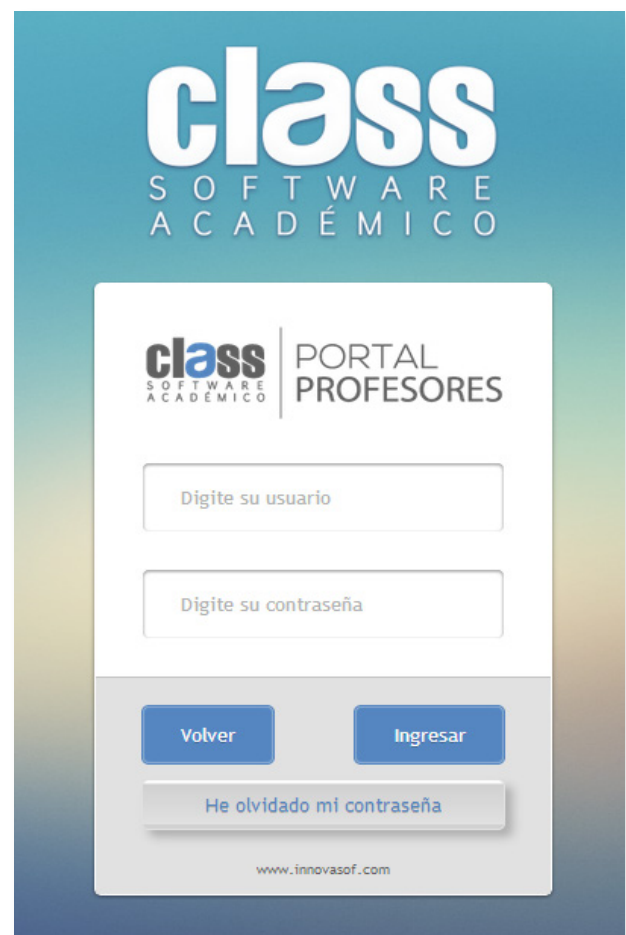 class
SOFTWARE
ACADÉMICO
class
SOFTWARE
ACADÉMICO
PORTAL
PROFESORES
Digite su usuario
Digite su contraseña
Volver
Ingresar
He olvidado mi contraseña
www.innovasof.com